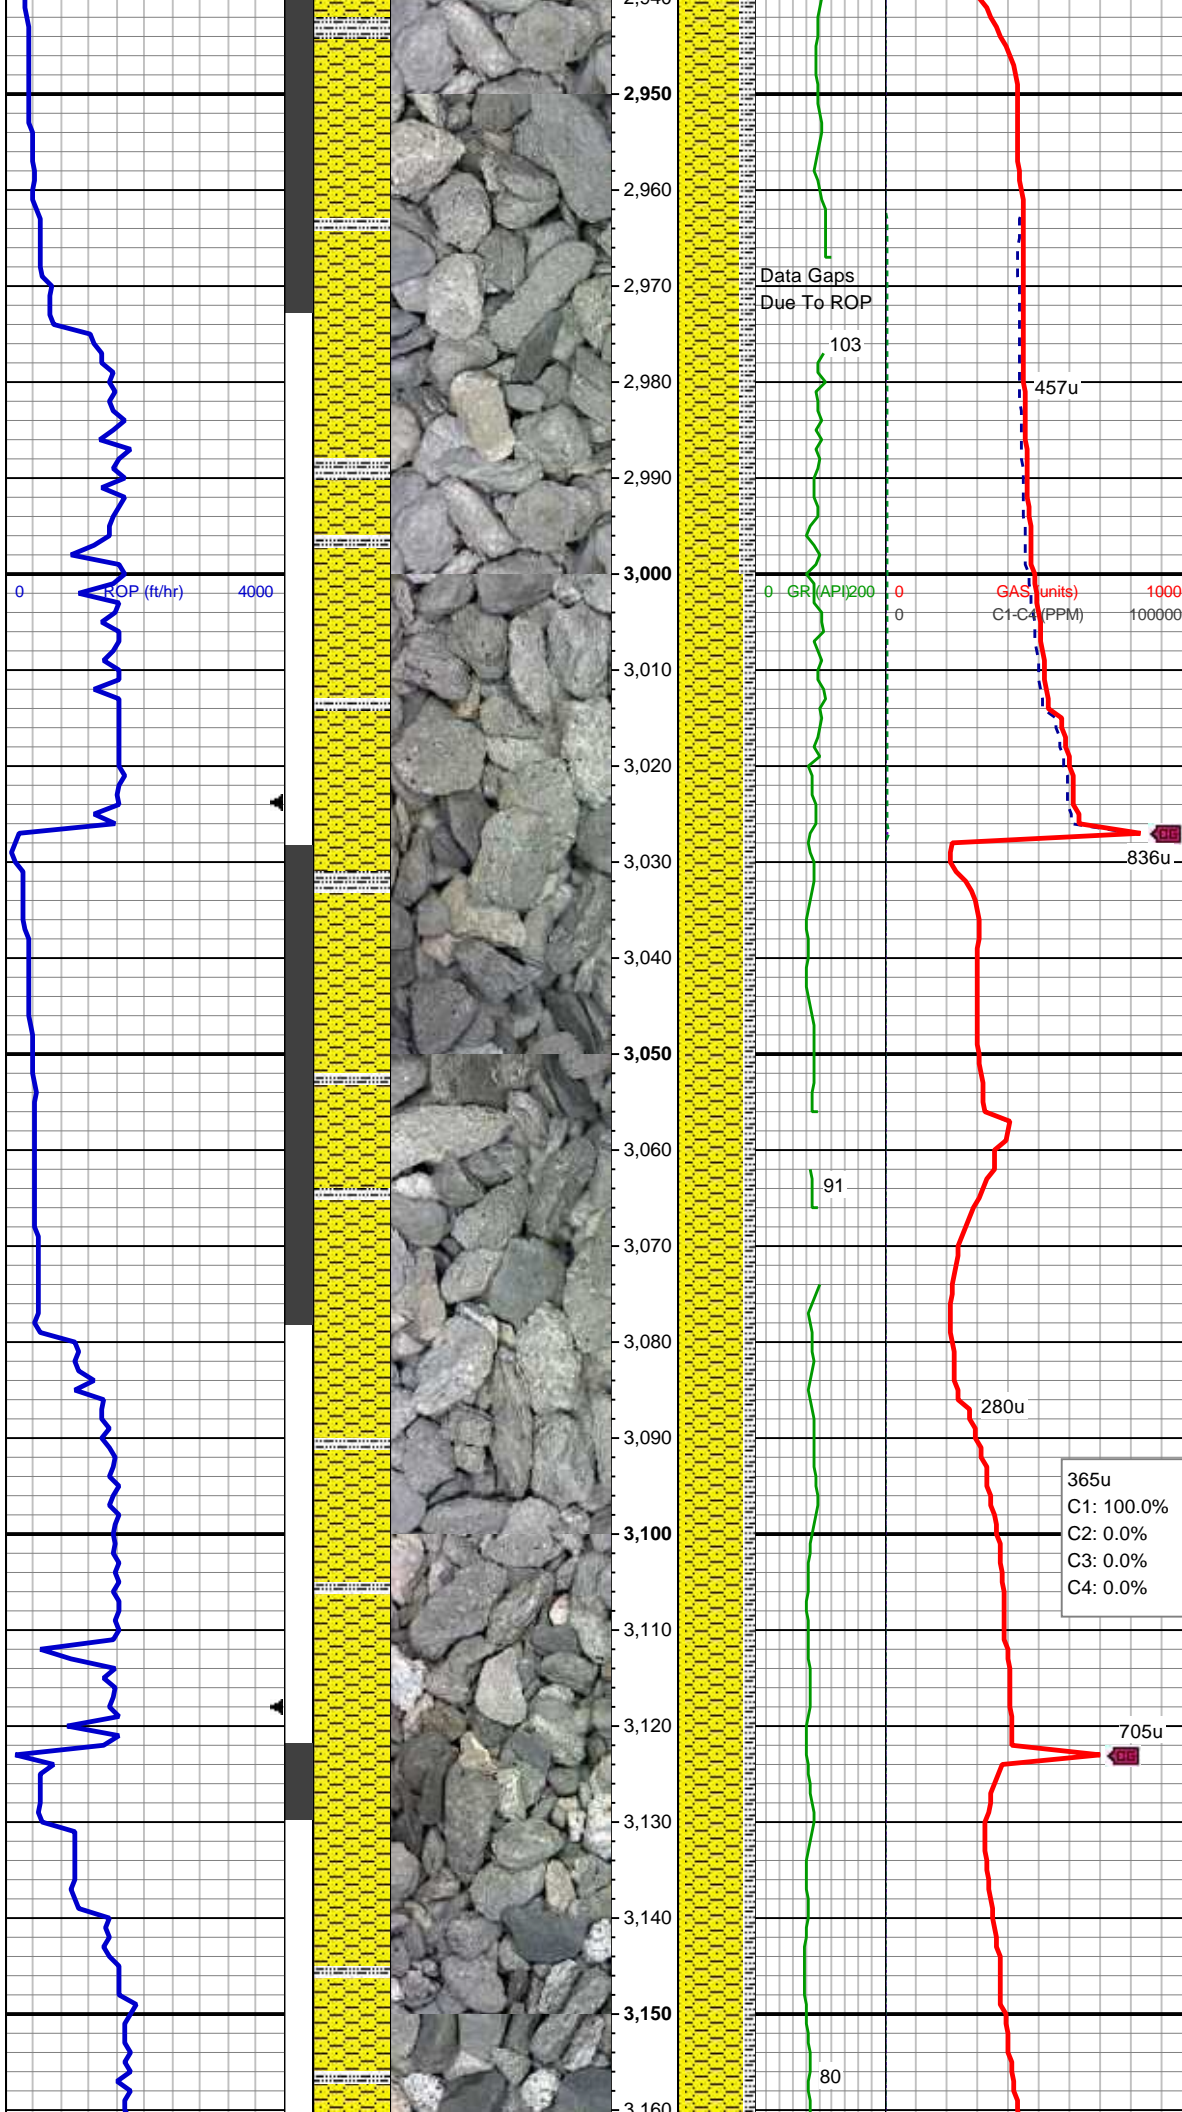 2,950
2,960
Data Gaps
2,970
Due To ROP
103
2,980
457u
2,990
3,000
0 ROP (ft/hr) 4000
0 GR (API) 200
0 GAS (units) 1000
0 C1-C4 (PPM) 100000
3,010
3,020
CG
836u
3,030
3,040
3,050
3,060
91
3,070
3,080
280u
3,090
365u
C1: 100.0%
3,100
C2: 0.0%
C3: 0.0%
C4: 0.0%
3,110
3,120
705u
CG
3,130
3,140
3,150
80
3,160